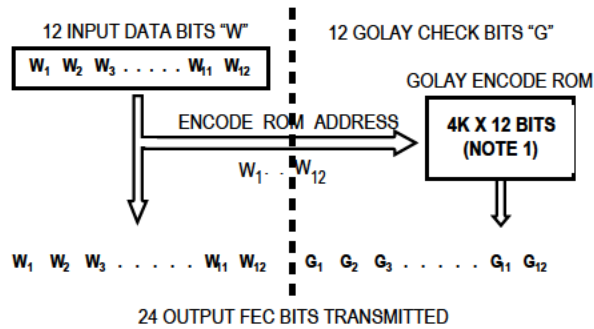 12 INPUT DATA BITS “W”
12 GOLAY CHECK BITS “G”
W1 W2 W3 . . . . . W11 W12
GOLAY ENCODE ROM
ENCODE ROM ADDRESS
4K X 12 BITS
(NOTE 1)
W1 . . W12
W1 W2 W3 . . . . . W11 W12 G1 G2 G3 . . . . . . G11 G12
24 OUTPUT FEC BITS TRANSMITTED